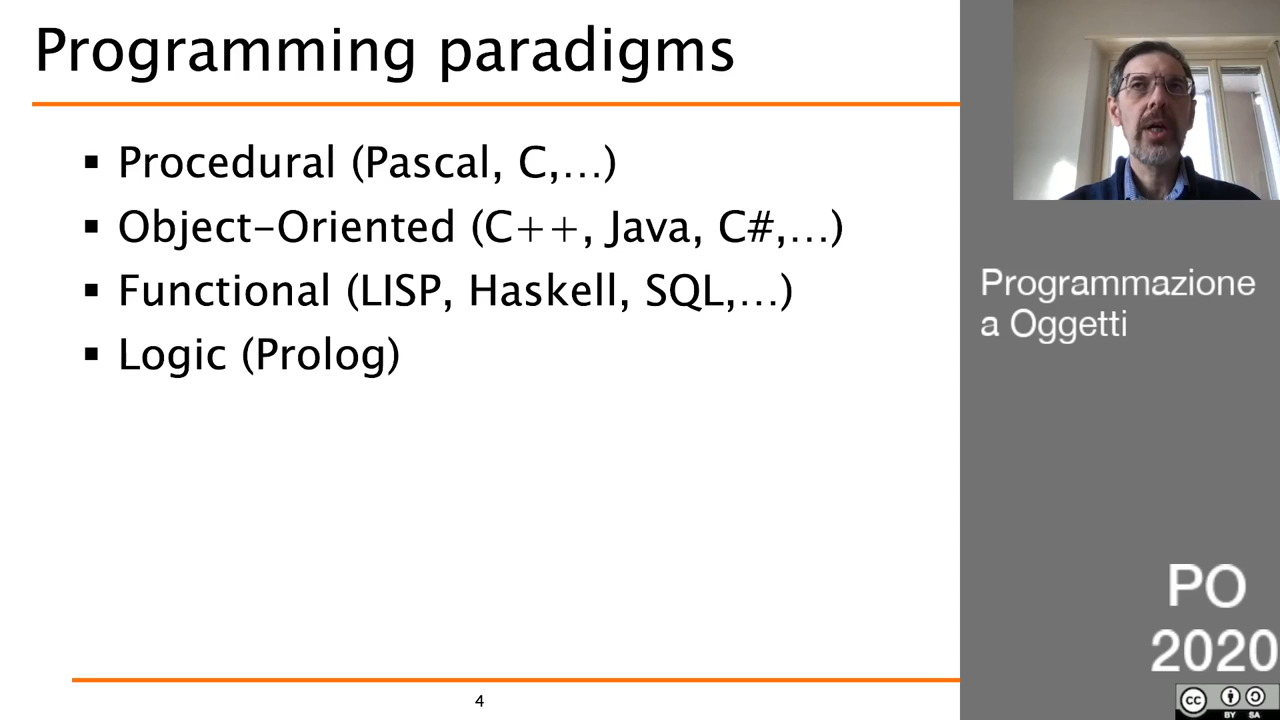 Programming paradigms
▪ Procedural (Pascal, C,…)
▪ Object-Oriented (C++, Java, C#,…)
▪ Functional (LISP, Haskell, SQL,…)
▪ Logic (Prolog)
4
Programmazione
a Oggetti
PO
2020
cc
BY SA